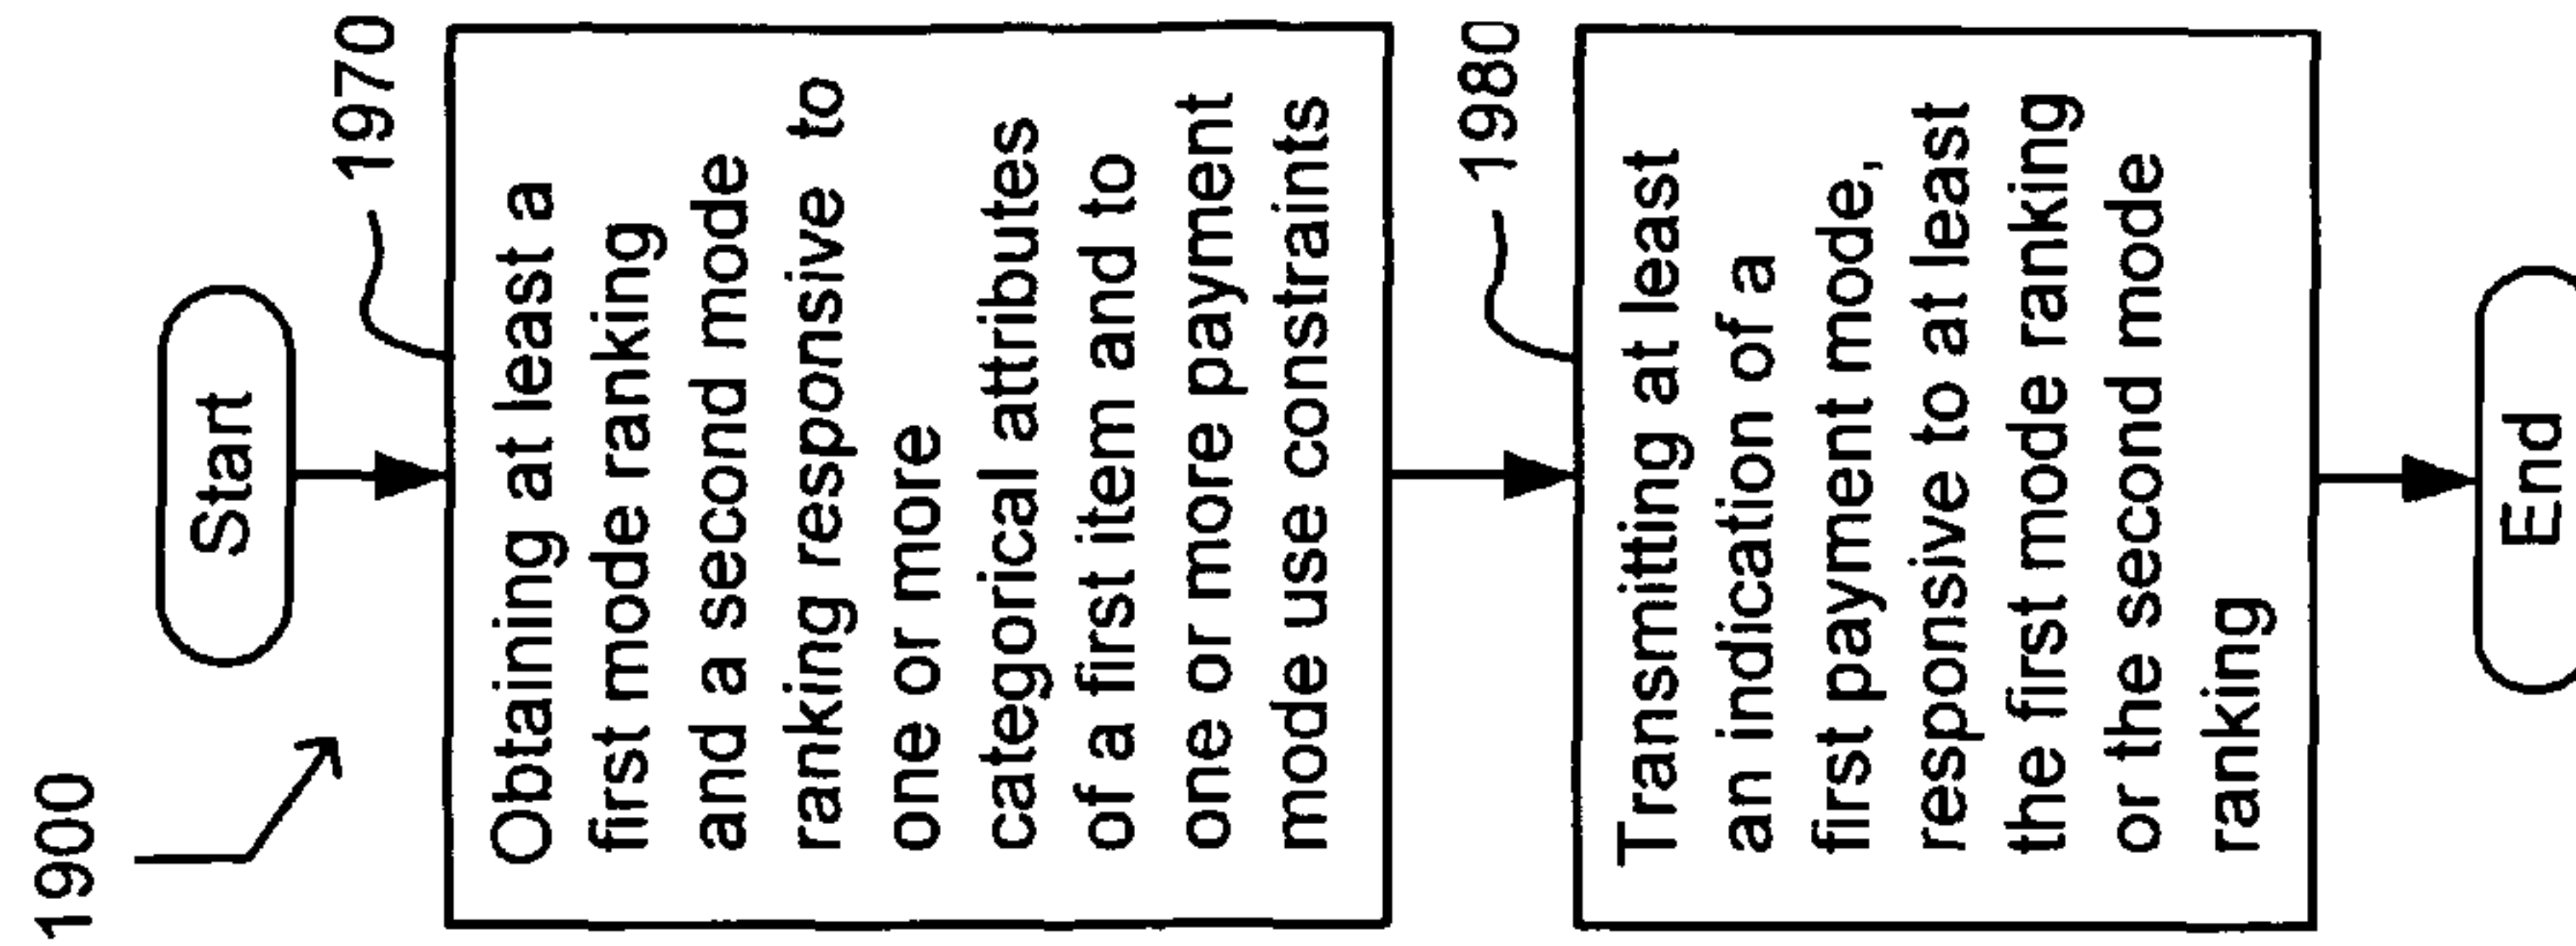 1900
Start
1970
Obtaining at least a
first mode ranking
and a second mode
ranking responsive to
one or more
categorical attributes
of a first item and to
one or more payment
mode use constraints
1980
Transmitting at least
an indication of a
first payment mode,
responsive to at least
the first mode ranking
or the second mode
ranking
End